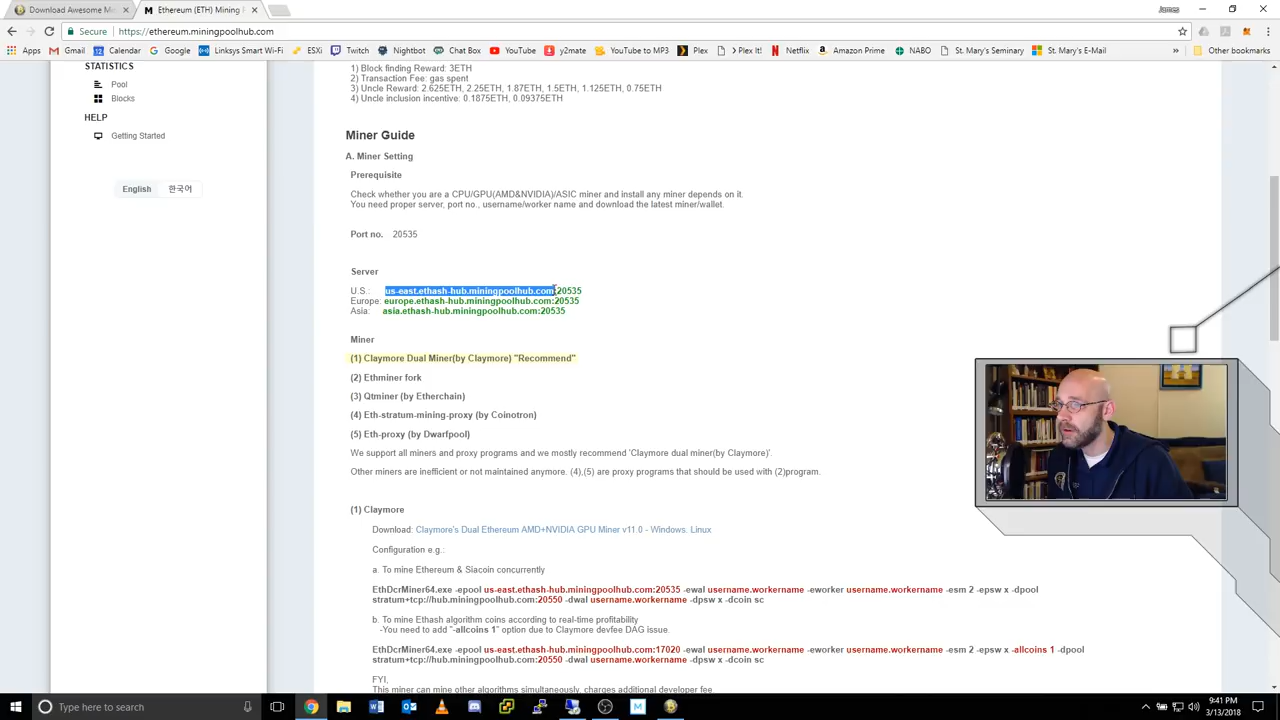 Download Awesome M
Ethereum (ETH) Mining P
James
Secure
https://ethereum.miningpoolhub.com
Apps
Gmail
Calendar
Google
Linksys Smart Wi-Fi
ESXi
Twitch
Nightbot
Chat Box
YouTube
y2mate
YouTube to MP3
Plex
Plex It!
Netflix
Amazon Prime
NABO
St. Mary's Seminary
St. Mary's E-Mail
Other bookmarks
STATISTICS
Pool
Blocks
HELP
Getting Started
English 한국어
1) Block finding Reward: 3ETH
2) Transaction Fee: gas spent
3) Uncle Reward: 2.625ETH, 2.25ETH, 1.87ETH, 1.5ETH, 1.125ETH, 0.75ETH
4) Uncle inclusion incentive: 0.1875ETH, 0.09375ETH
Miner Guide
A. Miner Setting
Prerequisite
Check whether you are a CPU/GPU(AMD&NVIDIA)/ASIC miner and install any miner depends on it.
You need proper server, port no., username/worker name and download the latest miner/wallet.
Port no. 20535
Server
U.S.: us-east.ethash-hub.miningpoolhub.com:20535
Europe: europe.ethash-hub.miningpoolhub.com:20535
Asia: asia.ethash-hub.miningpoolhub.com:20535
Miner
(1) Claymore Dual Miner(by Claymore) "Recommend"
(2) Ethminer fork
(3) Qtminer (by Etherchain)
(4) Eth-stratum-mining-proxy (by Coinotron)
(5) Eth-proxy (by Dwarfpool)
We support all miners and proxy programs and we mostly recommend 'Claymore dual miner(by Claymore)'.
Other miners are inefficient or not maintained anymore. (4),(5) are proxy programs that should be used with (2)program.
(1) Claymore
Download: Claymore's Dual Ethereum AMD+NVIDIA GPU Miner v11.0 - Windows. Linux
Configuration e.g.:
a. To mine Ethereum & Siacoin concurrently
EthDcrMiner64.exe -epool us-east.ethash-hub.miningpoolhub.com:20535 -ewal username.workername -eworker username.workername -esm 2 -epsw x -dpool
stratum+tcp://hub.miningpoolhub.com:20550 -dwal username.workername -dpsw x -dcoin sc
b. To mine Ethash algorithm coins according to real-time profitability
-You need to add "-allcoins 1" option due to Claymore devfee DAG issue.
EthDcrMiner64.exe -epool us-east.ethash-hub.miningpoolhub.com:17020 -ewal username.workername -eworker username.workername -esm 2 -epsw x -allcoins 1 -dpool
stratum+tcp://hub.miningpoolhub.com:20550 -dwal username.workername -dpsw x -dcoin sc
FYI,
This miner can mine other algorithms simultaneously, charges additional developer fee.
Type here to search
9:41 PM
3/13/2018